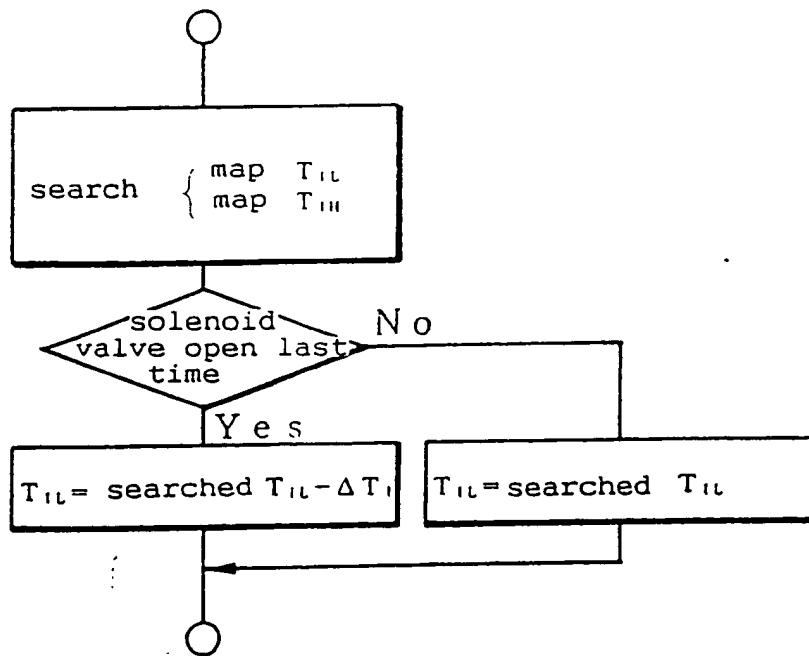 search { map T1L
map T1H
solenoid
valve open last
time
No
Yes
T1L= searched T1L-ΔT1
T1L=searched T1L